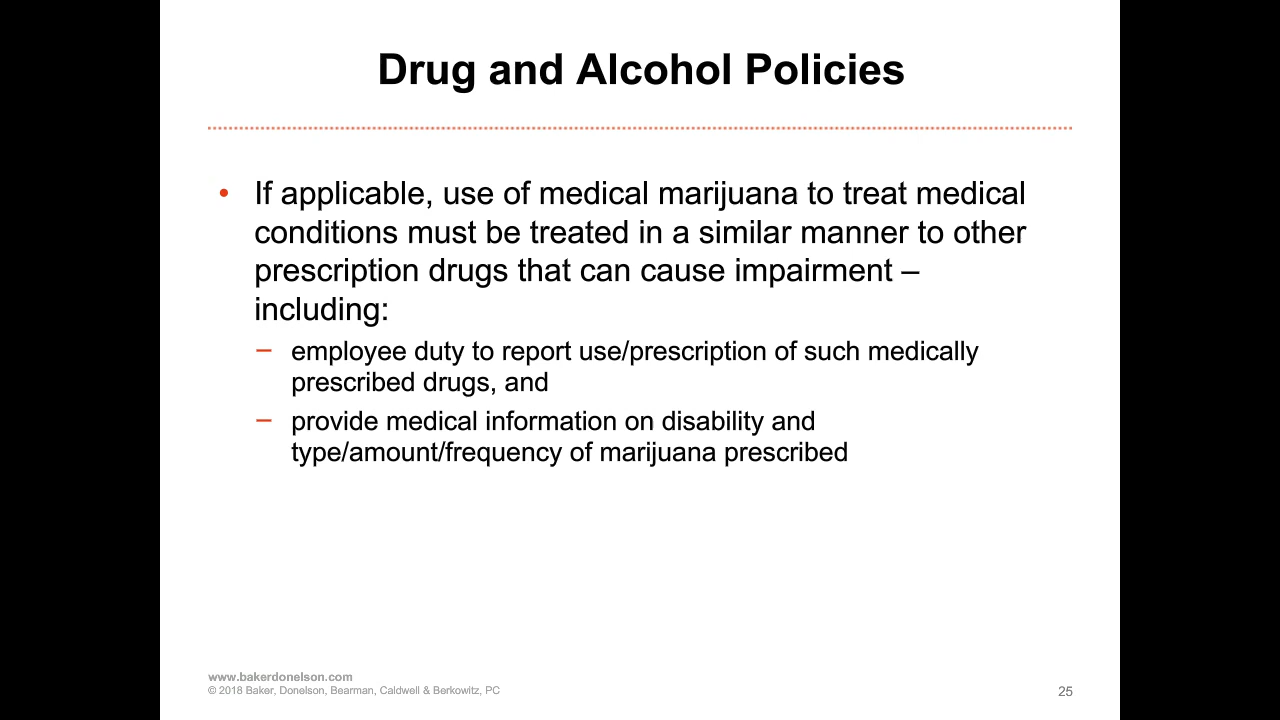 Drug and Alcohol Policies
• If applicable, use of medical marijuana to treat medical
conditions must be treated in a similar manner to other
prescription drugs that can cause impairment –
including:
– employee duty to report use/prescription of such medically
prescribed drugs, and
– provide medical information on disability and
type/amount/frequency of marijuana prescribed
www.bakerdonelson.com
© 2018 Baker, Donelson, Bearman, Caldwell & Berkowitz, PC
25